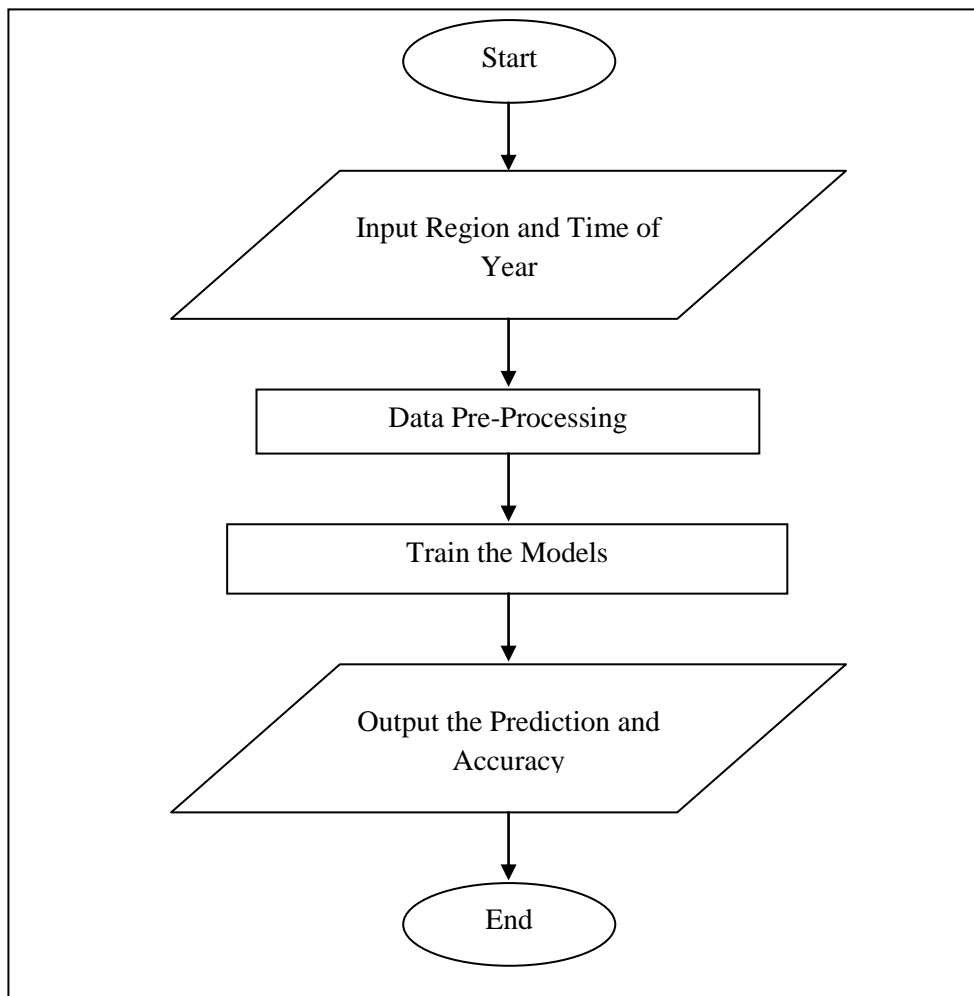 Start
Input Region and Time of
Year
Data Pre-Processing
Train the Models
Output the Prediction and
Accuracy
End